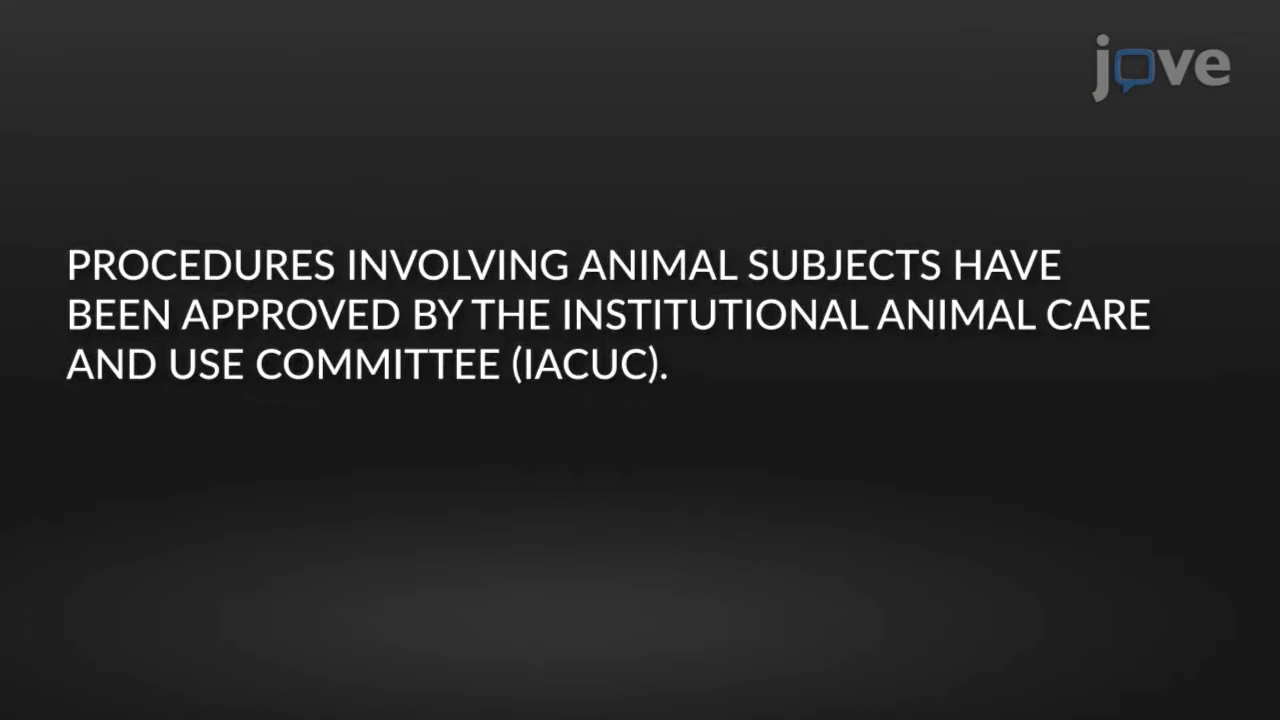 jove
PROCEDURES INVOLVING ANIMAL SUBJECTS HAVE
BEEN APPROVED BY THE INSTITUTIONAL ANIMAL CARE
AND USE COMMITTEE (IACUC).